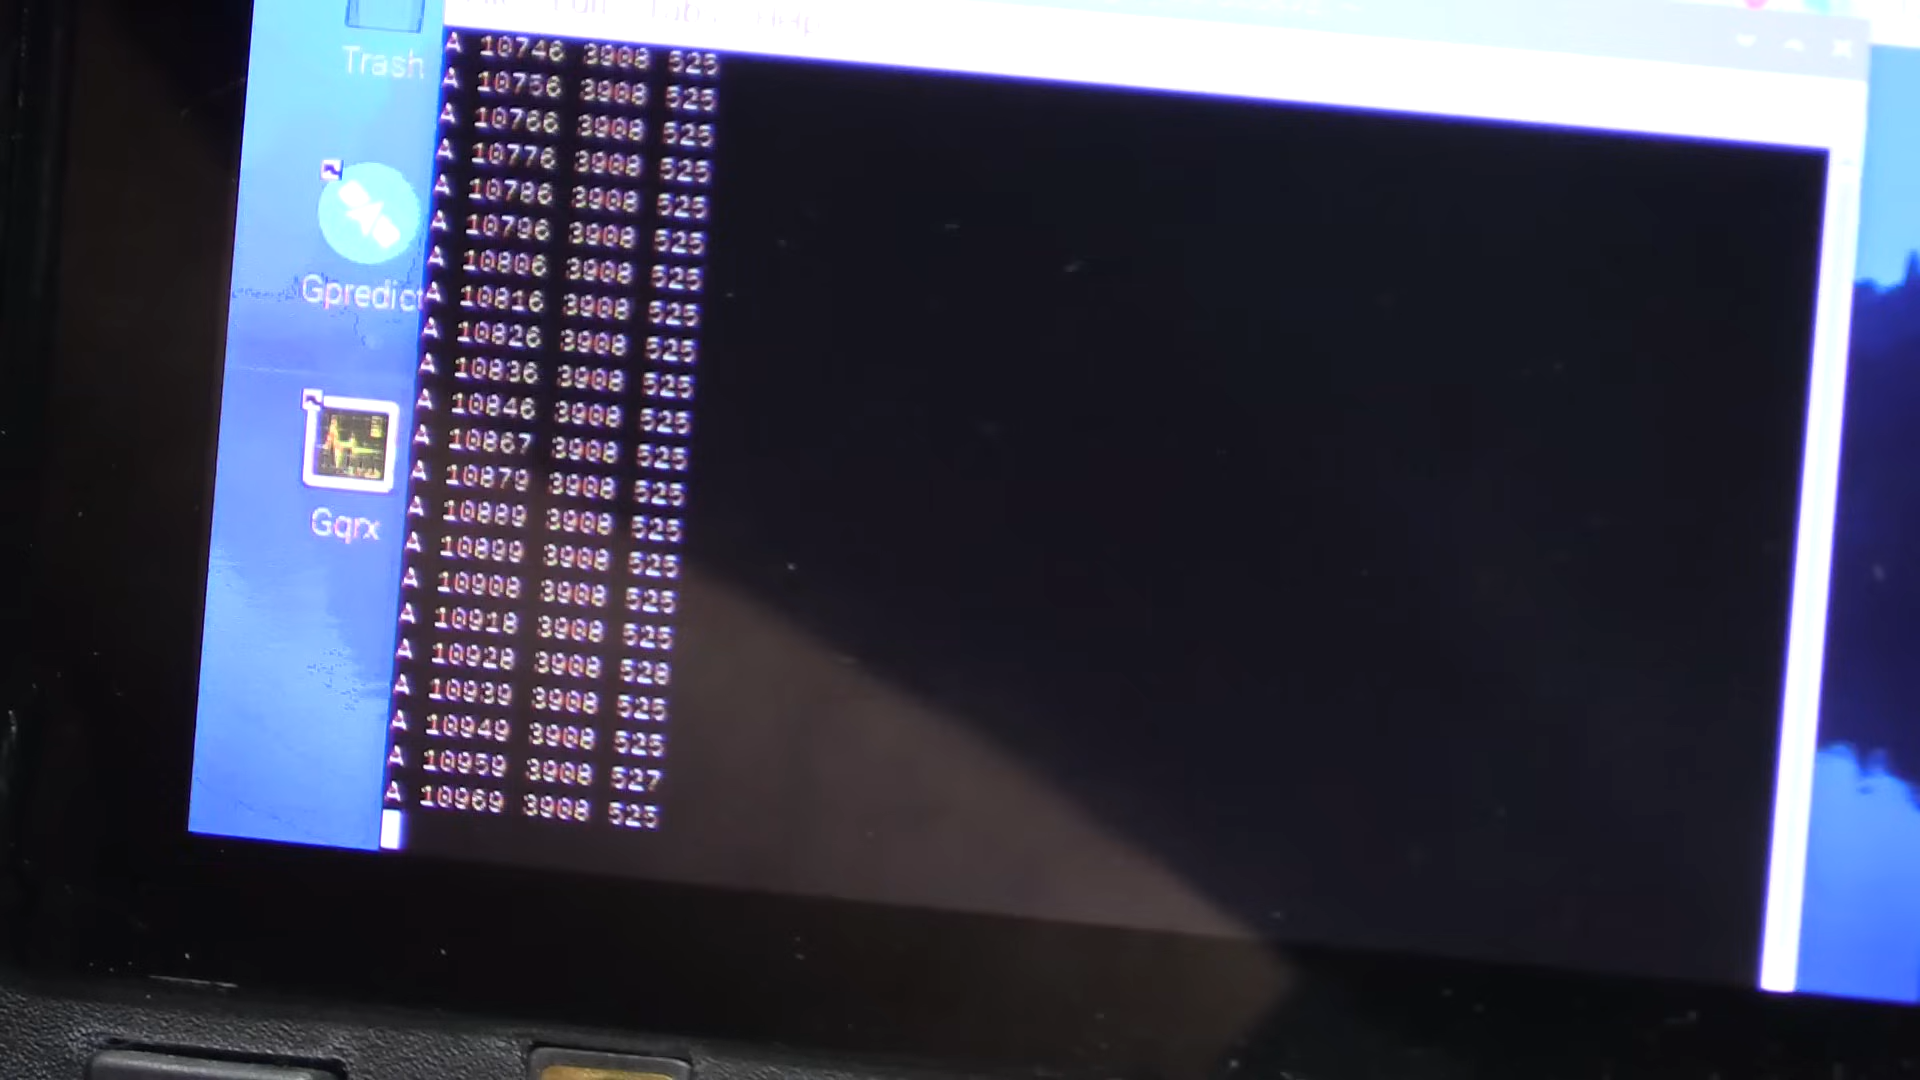 Trash
Gpredict
Gqrx
A 10746 3908 525
A 10756 3908 525
A 10766 3908 525
A 10776 3908 525
A 10786 3908 525
A 10796 3908 525
A 10806 3908 525
A 10816 3908 525
A 10826 3908 525
A 10836 3908 525
A 10846 3908 525
A 10867 3908 525
A 10879 3908 525
A 10889 3908 525
A 10899 3908 525
A 10908 3908 525
A 10918 3908 525
A 10928 3908 528
A 10939 3908 525
A 10949 3908 525
A 10959 3908 527
A 10969 3908 525